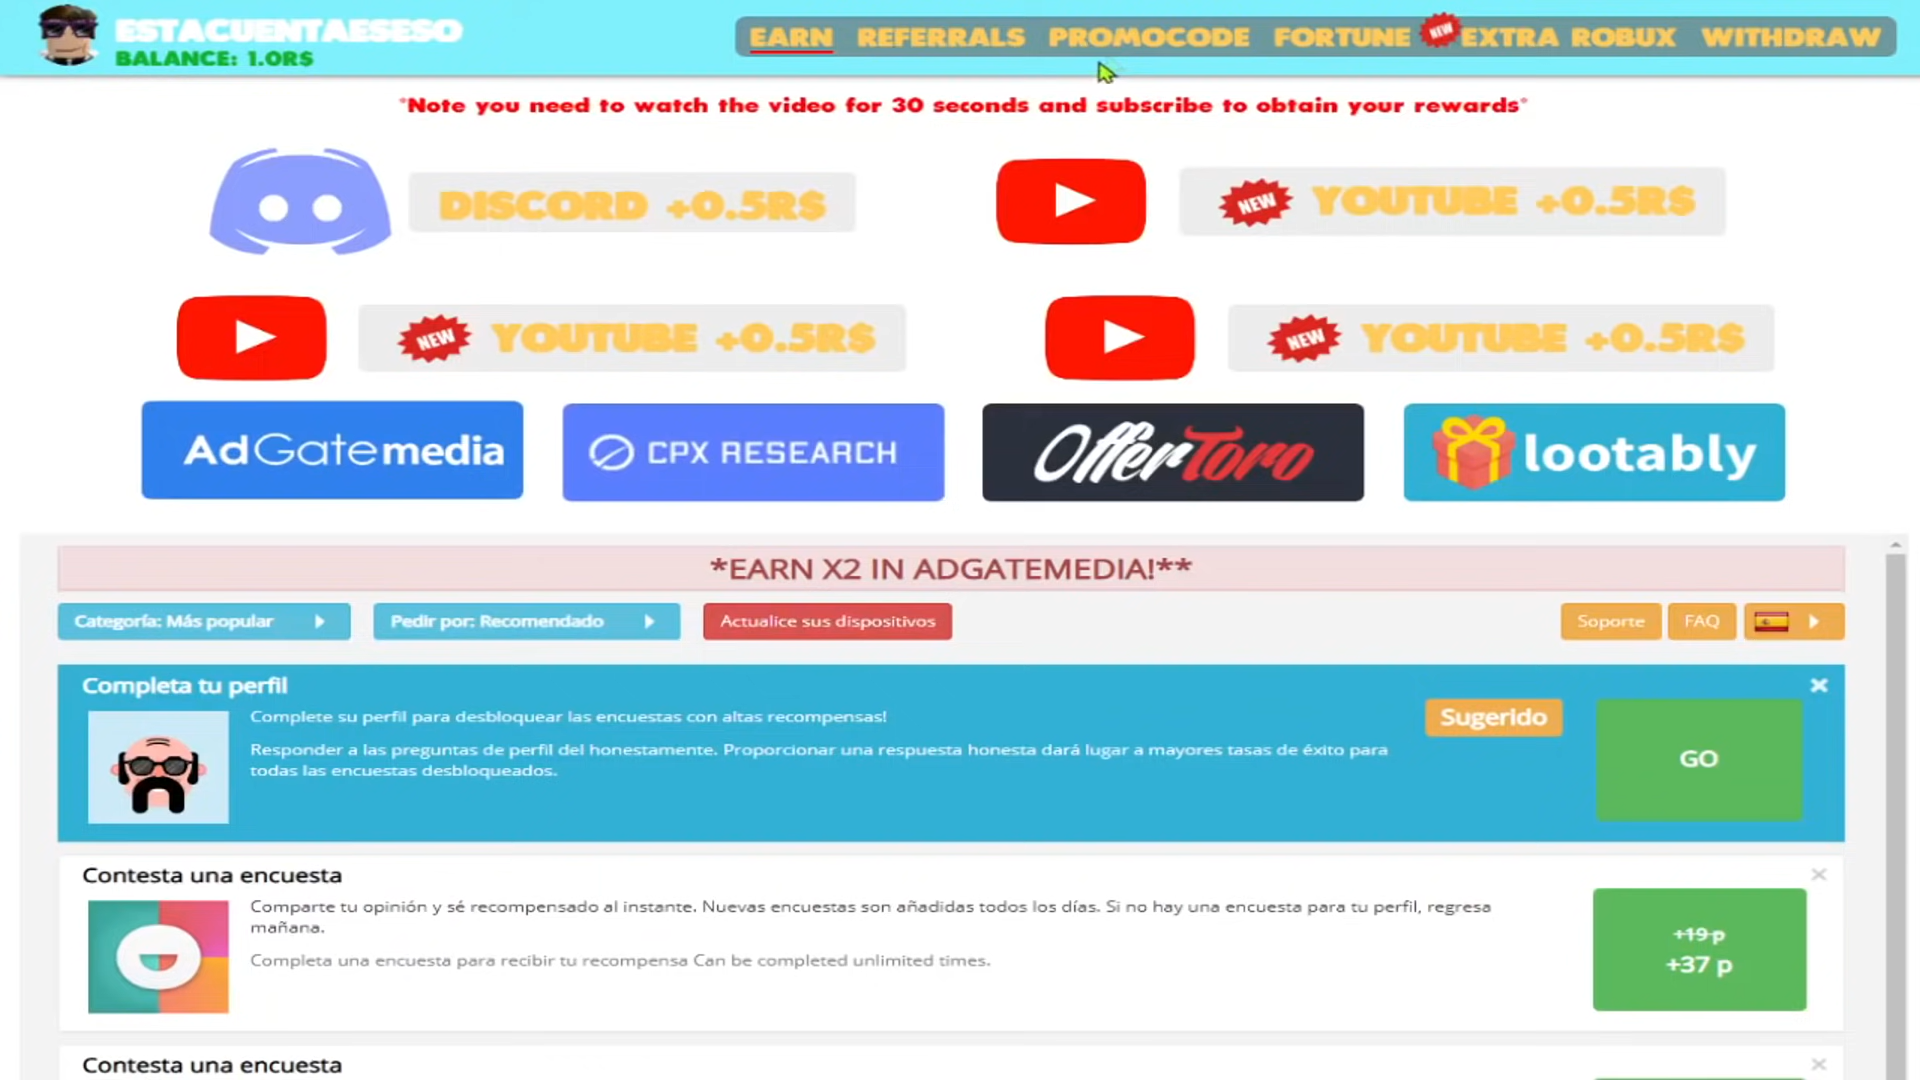 ESTACUENTAESESO
BALANCE: 1.0R$
EARN REFERRALS PROMOCODE FORTUNE NEW EXTRA ROBUX WITHDRAW
*Note you need to watch the video for 30 seconds and subscribe to obtain your rewards*
DISCORD +0.5R$
NEW YOUTUBE +0.5R$
NEW YOUTUBE +0.5R$
NEW YOUTUBE +0.5R$
AdGatemedia
CPX RESEARCH
OfferToro
lootably
*EARN X2 IN ADGATEMEDIA!**
Categoría: Más popular
Pedir por: Recomendado
Actualice sus dispositivos
Soporte
FAQ
Completa tu perfil
Complete su perfil para desbloquear las encuestas con altas recompensas!
Responder a las preguntas de perfil del honestamente. Proporcionar una respuesta honesta dará lugar a mayores tasas de éxito para
todas las encuestas desbloqueados.
Sugerido
GO
Contesta una encuesta
Comparte tu opinión y sé recompensado al instante. Nuevas encuestas son añadidas todos los días. Si no hay una encuesta para tu perfil, regresa
mañana.
Completa una encuesta para recibir tu recompensa Can be completed unlimited times.
+19 p
+37 p
Contesta una encuesta